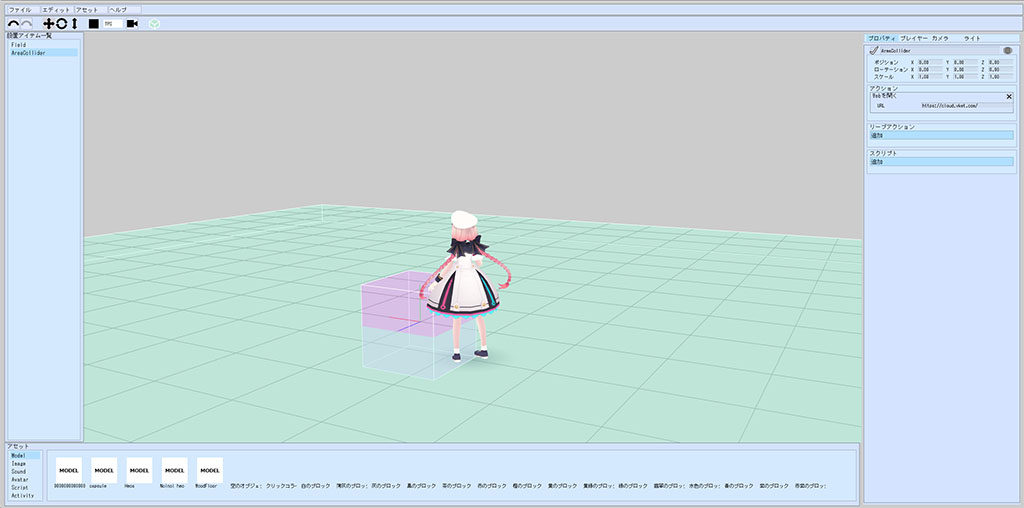 ファイル エディット アセット ヘルプ
TPS
設置アイテム一覧
Field
AreaCollider
プロパティ プレイヤー カメラ ライト
AreaCollider
ポジション X 0.00 Y 0.00 Z 0.00
ローテーション X 0.00 Y 0.00 Z 0.00
スケール X 1.00 Y 1.00 Z 1.00
アクション
Webを開く
URL https://cloud.vket.com/
リーブアクション
追加
スクリプト
追加
アセット
Model
Image
Sound
Avatar
Script
Activity
MODEL MODEL MODEL MODEL MODEL
capsule WoodFloor 空のオブジェ: クリックコラー 白のブロック 薄灰のブロッ: 灰のブロック 黒のブロック 茶のブロック 赤のブロック 橙のブロック 黄のブロック 黄緑のブロッ: 緑のブロック 翡翠のブロッ: 水色のブロッ: 青のブロック 紫のブロック 赤紫のブロッ: